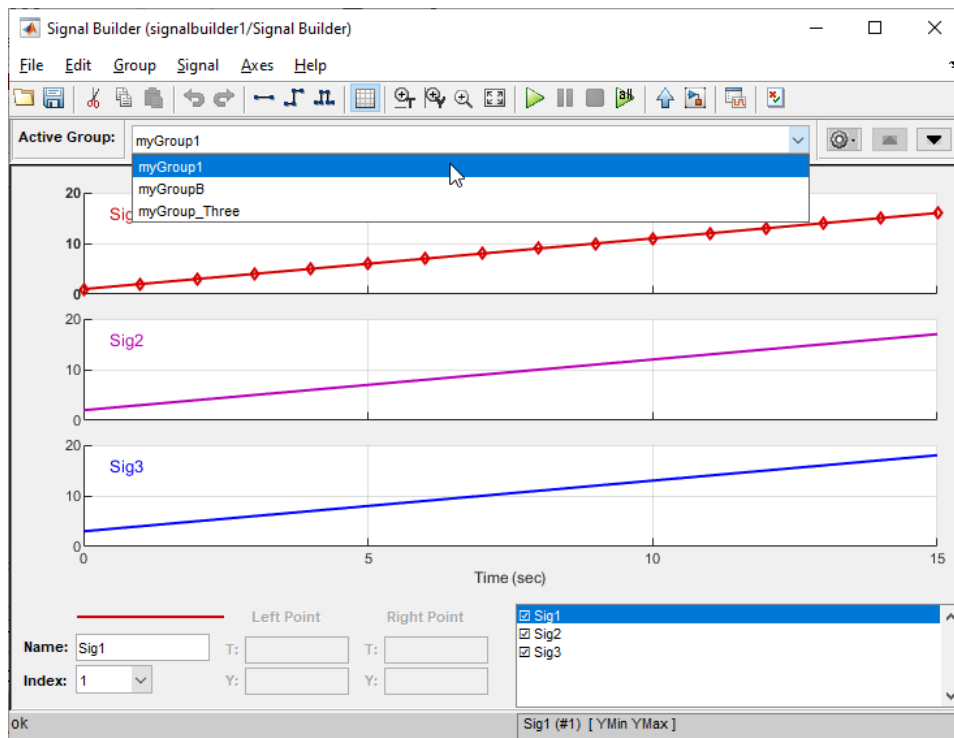 Signal Builder (signalbuilder1/Signal Builder)
File Edit Group Signal Axes Help
Active Group: myGroup1
myGroup1
myGroupB
myGroup_Three
20
Sig
10
0
20
Sig2
10
0
20
Sig3
10
0
0 5 10 15
Time (sec)
Left Point Right Point
Name: Sig1 T: T:
Index: 1 Y: Y:
Sig1
Sig2
Sig3
ok Sig1 (#1) [ YMin YMax ]